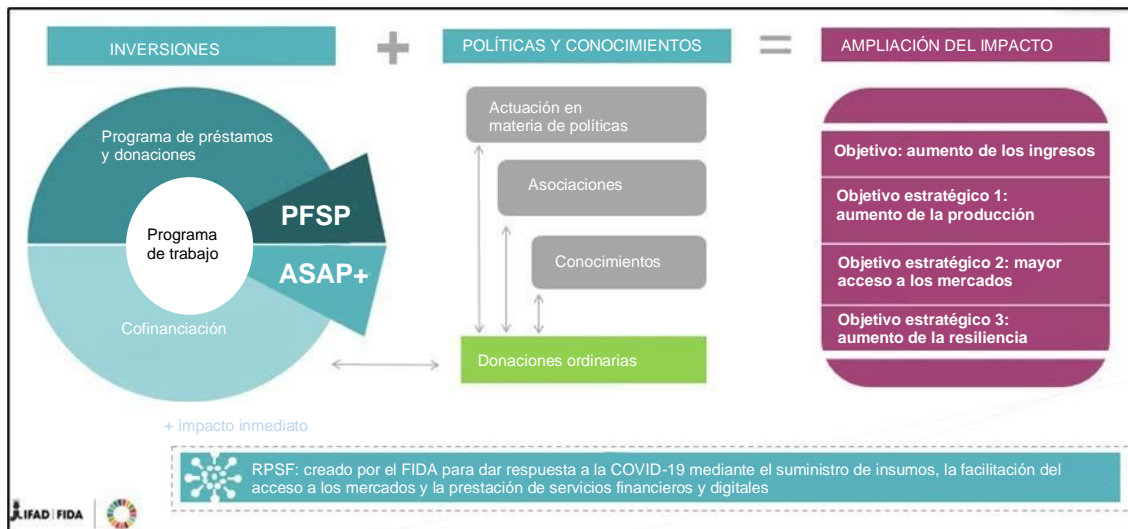 INVERSIONES
+
POLÍTICAS Y CONOCIMIENTOS
=
AMPLIACIÓN DEL IMPACTO
Programa de préstamos
y donaciones
PFSP
Programa
de trabajo
ASAP+
Cofinanciación
+ impacto inmediato
Actuación en
materia de políticas
Asociaciones
Conocimientos
Donaciones ordinarias
Objetivo: aumento de los ingresos
Objetivo estratégico 1:
aumento de la producción
Objetivo estratégico 2: mayor
acceso a los mercados
Objetivo estratégico 3:
aumento de la resiliencia
RPSF: creado por el FIDA para dar respuesta a la COVID-19 mediante el suministro de insumos, la facilitación del
acceso a los mercados y la prestación de servicios financieros y digitales
IFAD | FIDA